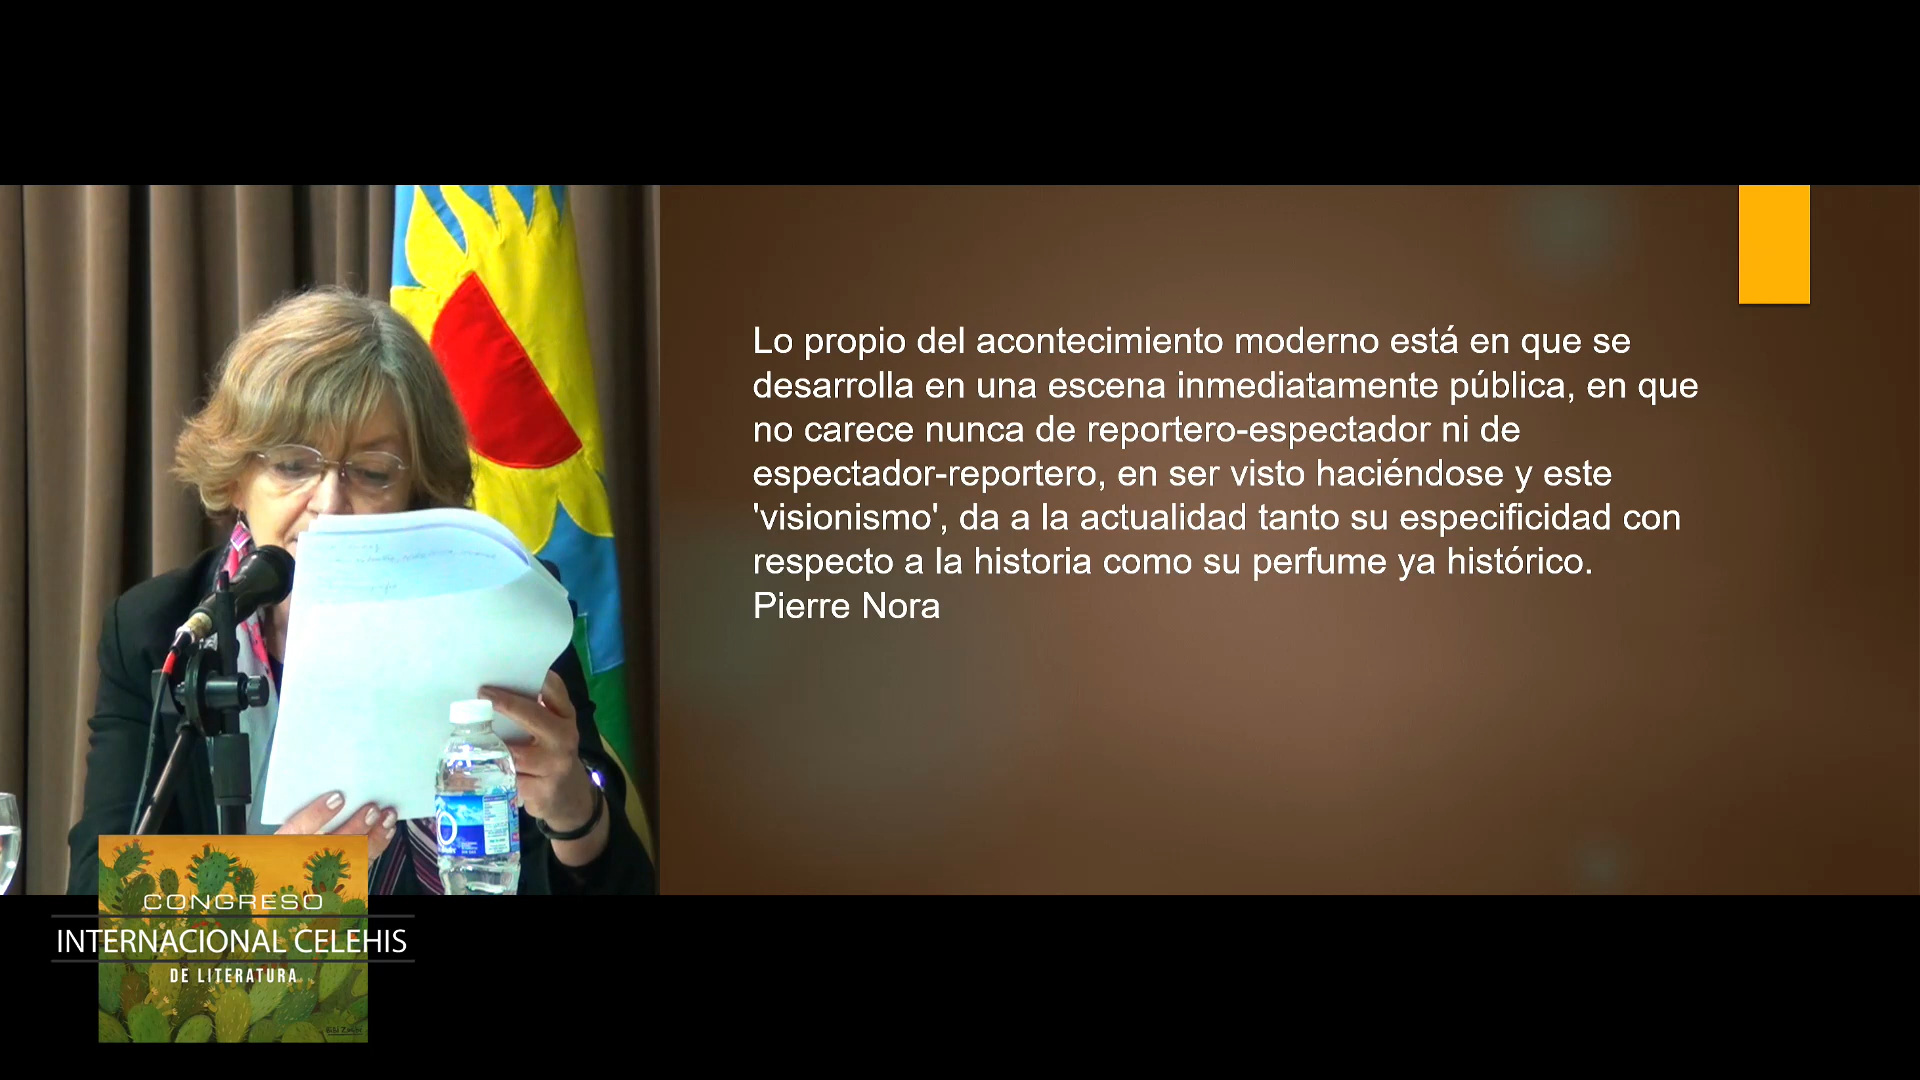 Lo propio del acontecimiento moderno está en que se
desarrolla en una escena inmediatamente pública, en que
no carece nunca de reportero-espectador ni de
espectador-reportero, en ser visto haciéndose y este
'visionismo', da a la actualidad tanto su especificidad con
respecto a la historia como su perfume ya histórico.
Pierre Nora
CONGRESO
INTERNACIONAL CELEHIS
DE LITERATURA